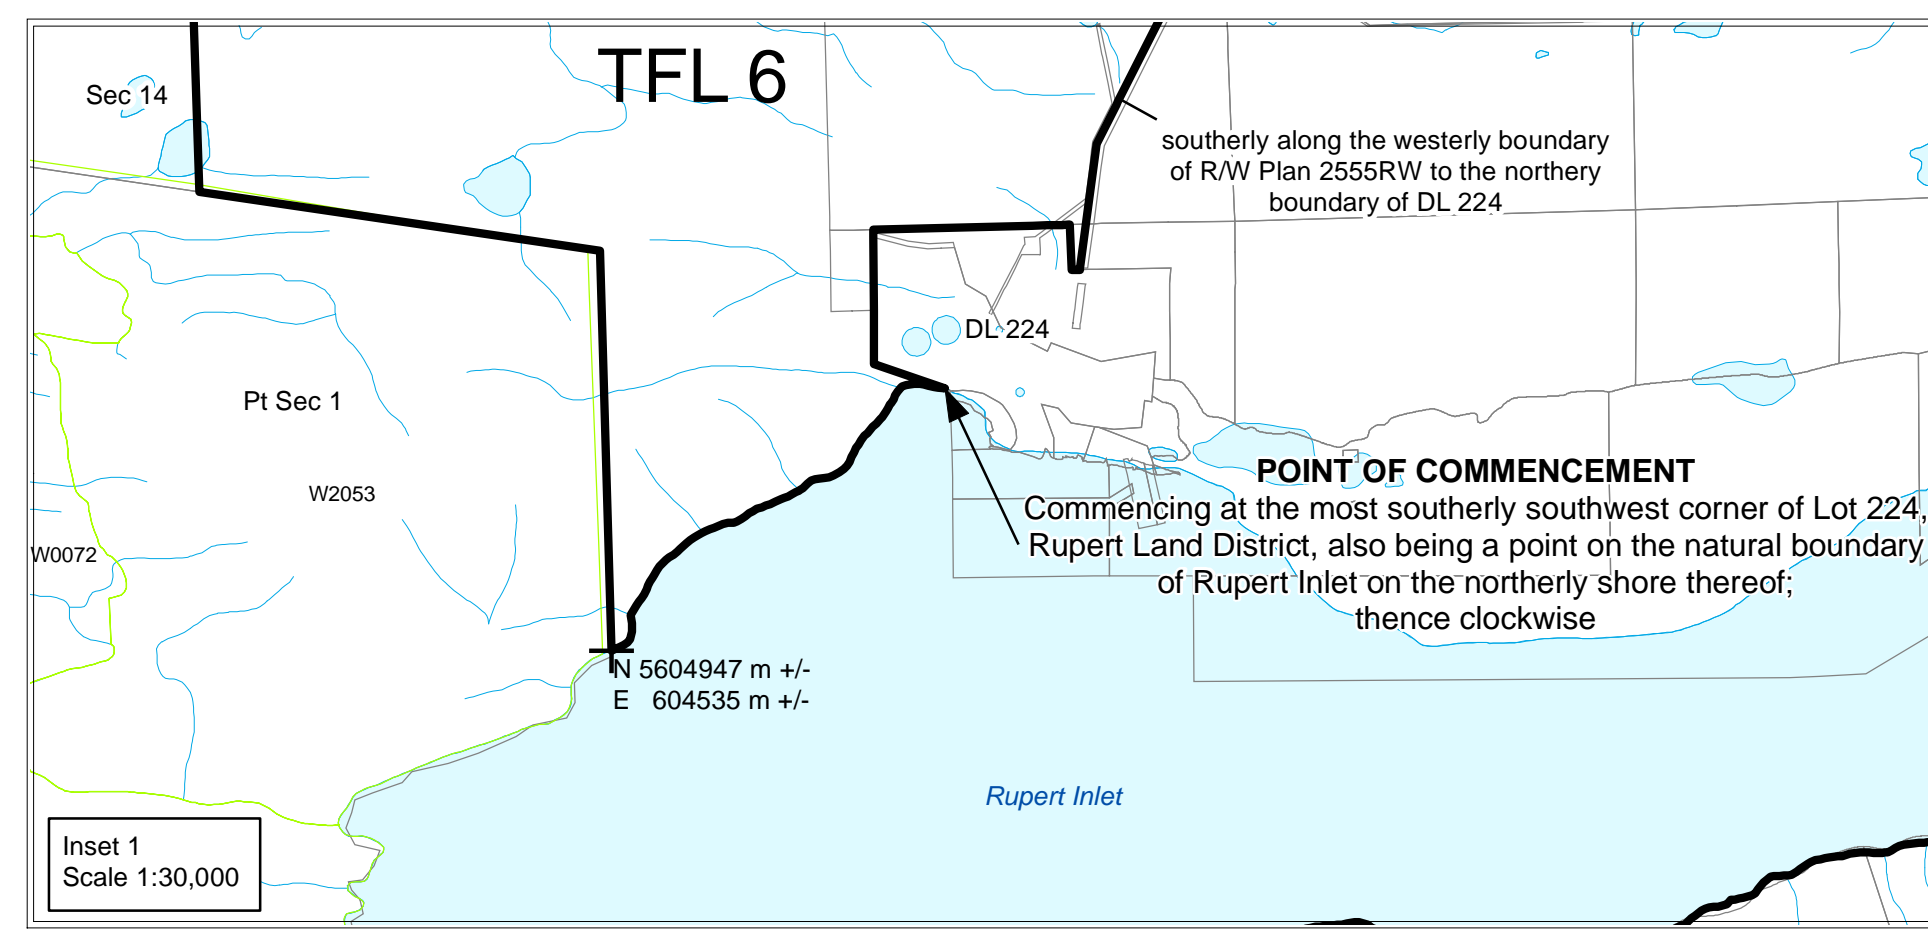 TFL 6
Sec 14
southerly along the westerly boundary
of R/W Plan 2555RW to the northery
boundary of DL 224
DL 224
Pt Sec 1
W2053
W0072
POINT OF COMMENCEMENT
Commencing at the most southerly southwest corner of Lot 224,
Rupert Land District, also being a point on the natural boundary
of Rupert Inlet on the northerly shore thereof;
thence clockwise
N 5604947 m +/-
E 604535 m +/-
Rupert Inlet
Inset 1
Scale 1:30,000